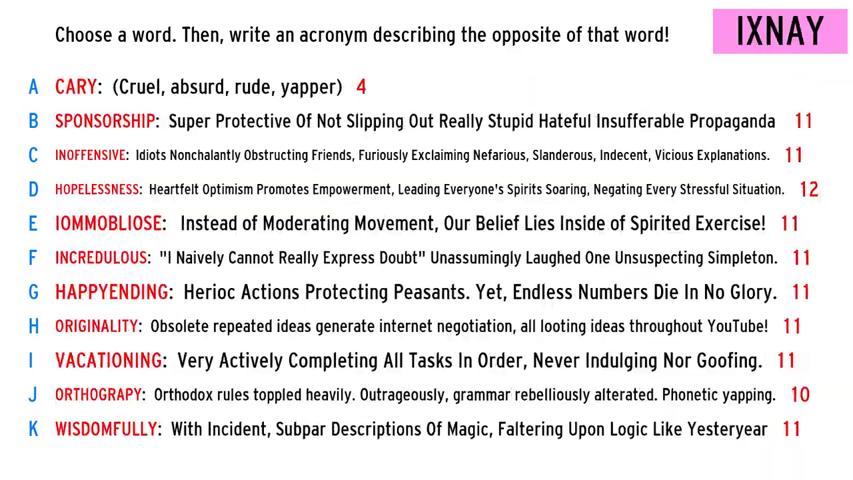 Choose a word. Then, write an acronym describing the opposite of that word!
IXNAY
A CARY: (Cruel, absurd, rude, yapper) 4
B SPONSORSHIP: Super Protective Of Not Slipping Out Really Stupid Hateful Insufferable Propaganda 11
C INOFFENSIVE: Idiots Nonchalantly Obstructing Friends, Furiously Exclaiming Nefarious, Slanderous, Indecent, Vicious Explanations. 11
D HOPELESSNESS: Heartfelt Optimism Promotes Empowerment, Leading Everyone's Spirits Soaring, Negating Every Stressful Situation. 12
E IOMMOBLIOSE: Instead of Moderating Movement, Our Belief Lies Inside of Spirited Exercise! 11
F INCREDULOUS: "I Naively Cannot Really Express Doubt" Unassumingly Laughed One Unsuspecting Simpleton. 11
G HAPPYENDING: Herioc Actions Protecting Peasants. Yet, Endless Numbers Die In No Glory. 11
H ORIGINALITY: Obsolete repeated ideas generate internet negotiation, all looting ideas throughout YouTube! 11
I VACATIONING: Very Actively Completing All Tasks In Order, Never Indulging Nor Goofing. 11
J ORTHOGRAPY: Orthodox rules toppled heavily. Outrageously, grammar rebelliously alterated. Phonetic yapping. 10
K WISDOMFULLY: With Incident, Subpar Descriptions Of Magic, Faltering Upon Logic Like Yesteryear 11